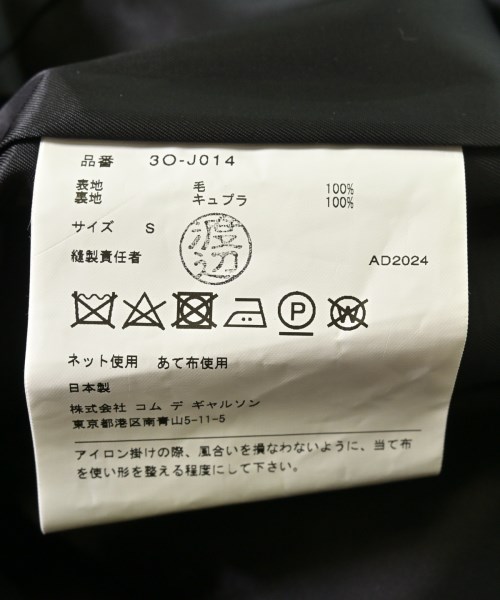 品番 3O-J014
表地 毛 100%
裏地 キュプラ 100%
サイズ S
渡辺
縫製責任者 AD2024
P W
ネット使用 あて布使用
日本製
株式会社 コム デ ギャルソン
東京都港区南青山5-11-5
アイロン掛けの際、風合いを損なわないように、当て布
を使い形を整える程度にして下さい。